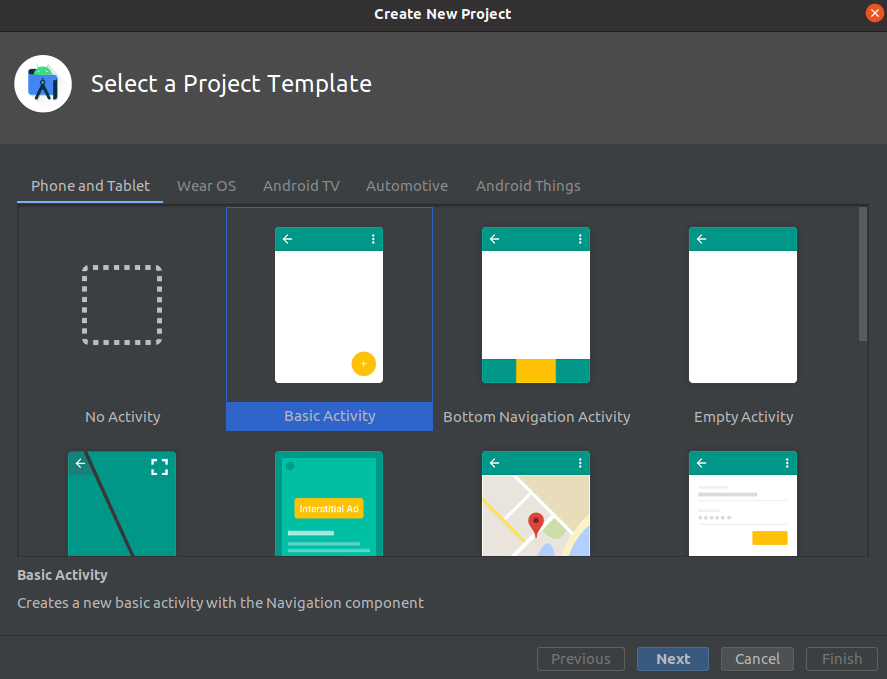 Create New Project
Select a Project Template
Phone and Tablet
Wear OS
Android TV
Automotive
Android Things
No Activity
Basic Activity
Bottom Navigation Activity
Empty Activity
Interstitial Ad
Basic Activity
Creates a new basic activity with the Navigation component
Previous
Next
Cancel
Finish